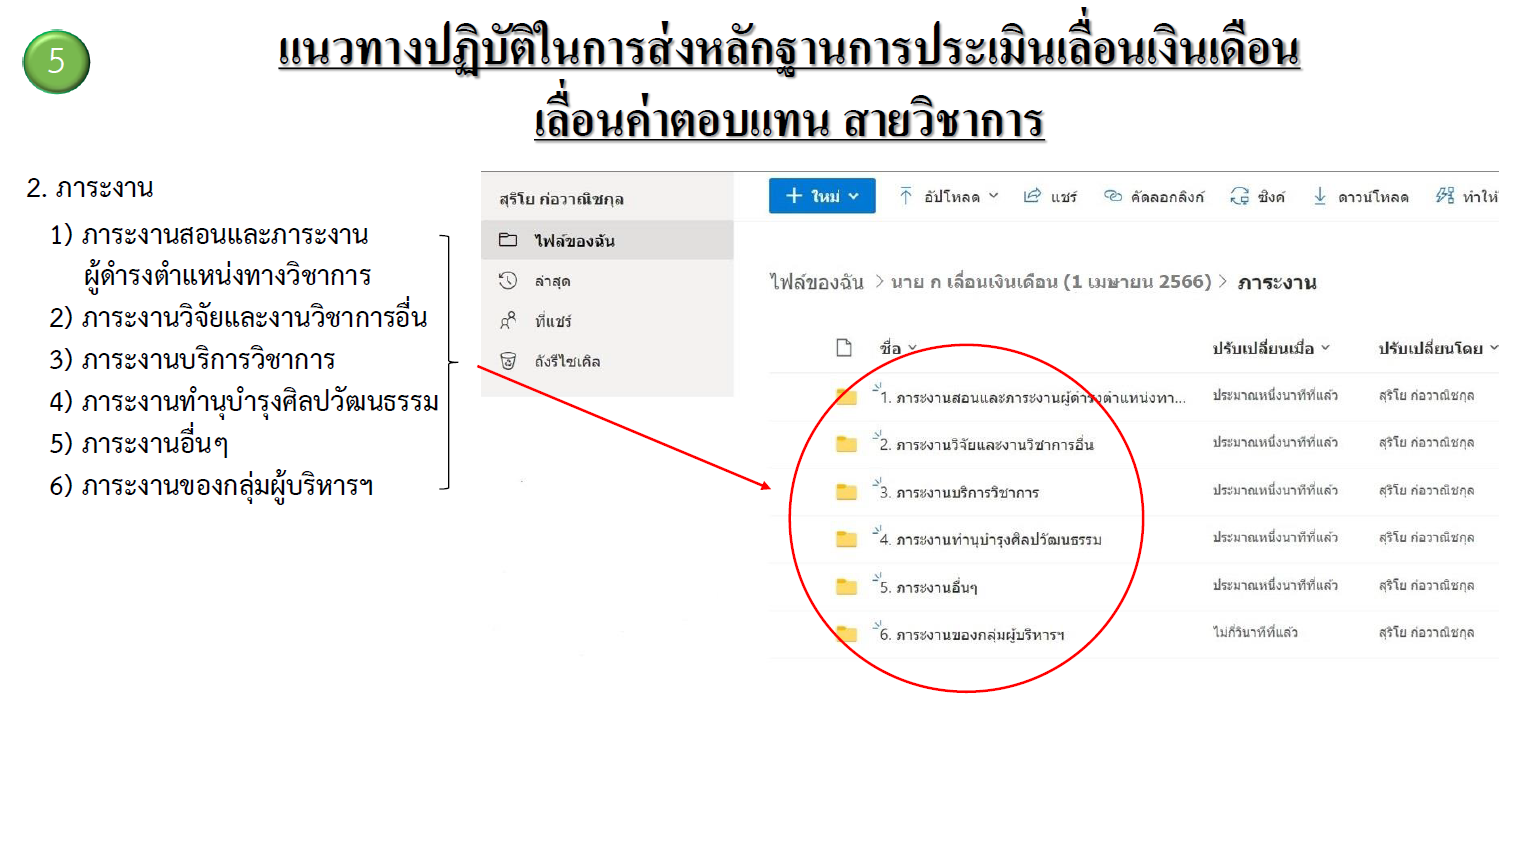 5
แนวทางปฏิบัติในการส่งหลักฐานการประเมินเลื่อนเงินเดือน
เลื่อนค่าตอบแทน สายวิชาการ
2. ภาระงาน
1) ภาระงานสอนและภาระงาน
ผู้ดำรงตำแหน่งทางวิชาการ
2) ภาระงานวิจัยและงานวิชาการอื่น
3) ภาระงานบริการวิชาการ
4) ภาระงานทำนุบำรุงศิลปวัฒนธรรม
5) ภาระงานอื่นๆ
6) ภาระงานของกลุ่มผู้บริหารฯ
สุริโย ก่อวาณิชกุล
ไฟล์ของฉัน
ล่าสุด
ที่แชร์
ถังรีไซเคิล
+ ใหม่ อัปโหลด แชร์ คัดลอกลิงก์ ซิงค์ ดาวน์โหลด ทำให้
ไฟล์ของฉัน > นาย ก เลื่อนเงินเดือน (1 เมษายน 2566) > ภาระงาน
ชื่อ ปรับเปลี่ยนเมื่อ ปรับเปลี่ยนโดย
1. ภาระงานสอนและภาระงานผู้ดำรงตำแหน่งทา... ประมาณหนึ่งนาทีที่แล้ว สุริโย ก่อวาณิชกุล
2. ภาระงานวิจัยและงานวิชาการอื่น ประมาณหนึ่งนาทีที่แล้ว สุริโย ก่อวาณิชกุล
3. ภาระงานบริการวิชาการ ประมาณหนึ่งนาทีที่แล้ว สุริโย ก่อวาณิชกุล
4. ภาระงานทำนุบำรุงศิลปวัฒนธรรม ประมาณหนึ่งนาทีที่แล้ว สุริโย ก่อวาณิชกุล
5. ภาระงานอื่นๆ ประมาณหนึ่งนาทีที่แล้ว สุริโย ก่อวาณิชกุล
6. ภาระงานของกลุ่มผู้บริหารฯ ไม่กี่วินาทีที่แล้ว สุริโย ก่อวาณิชกุล